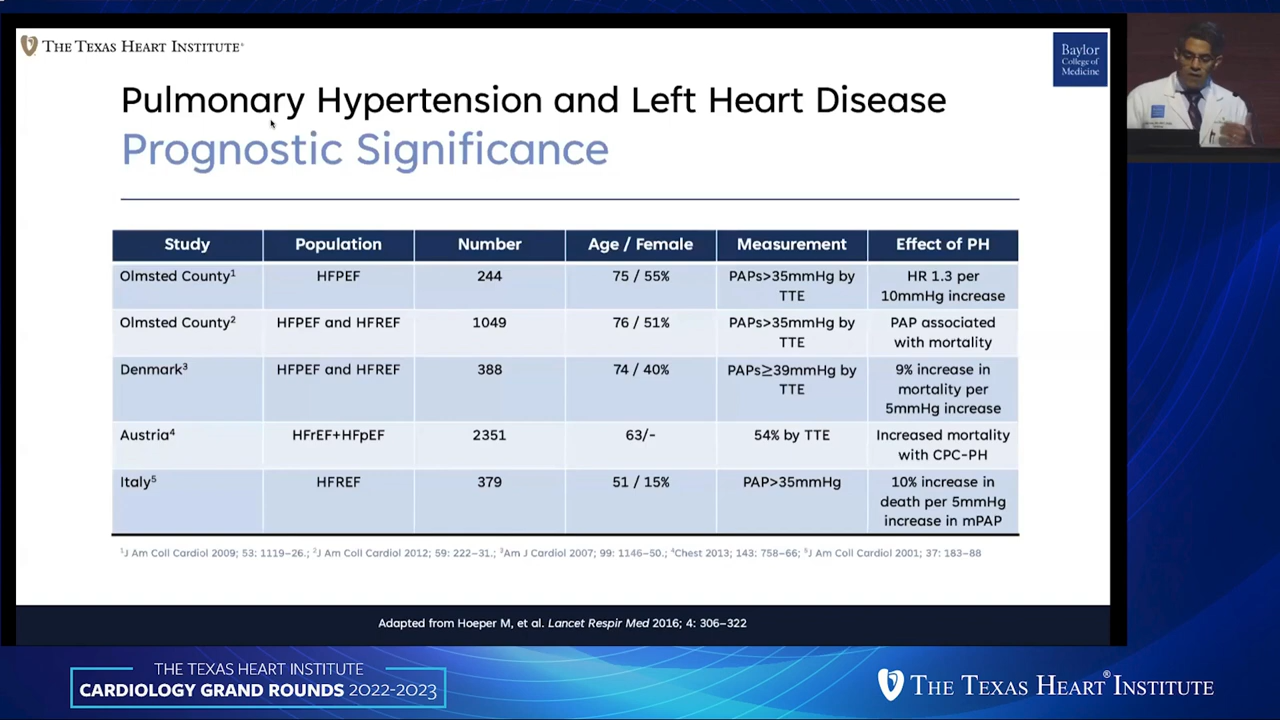 THE TEXAS HEART INSTITUTE®
Baylor
College of
Medicine
Pulmonary Hypertension and Left Heart Disease
Prognostic Significance
Study Population Number Age / Female Measurement Effect of PH
Olmsted County¹ HFPEF 244 75 / 55% PAPs>35mmHg by TTE HR 1.3 per 10mmHg increase
Olmsted County² HFPEF and HFREF 1049 76 / 51% PAPs>35mmHg by TTE PAP associated with mortality
Denmark³ HFPEF and HFREF 388 74 / 40% PAPs≥39mmHg by TTE 9% increase in mortality per 5mmHg increase
Austria⁴ HFrEF+HFpEF 2351 63/- 54% by TTE Increased mortality with CPC-PH
Italy⁵ HFREF 379 51 / 15% PAP>35mmHg 10% increase in death per 5mmHg increase in mPAP
¹J Am Coll Cardiol 2009; 53: 1119–26.; ²J Am Coll Cardiol 2012; 59: 222–31.; ³Am J Cardiol 2007; 99: 1146–50.; ⁴Chest 2013; 143: 758–66; ⁵J Am Coll Cardiol 2001; 37: 183–88
Adapted from Hoeper M, et al. Lancet Respir Med 2016; 4: 306–322
THE TEXAS HEART INSTITUTE
CARDIOLOGY GRAND ROUNDS 2022-2023
THE TEXAS HEART® INSTITUTE